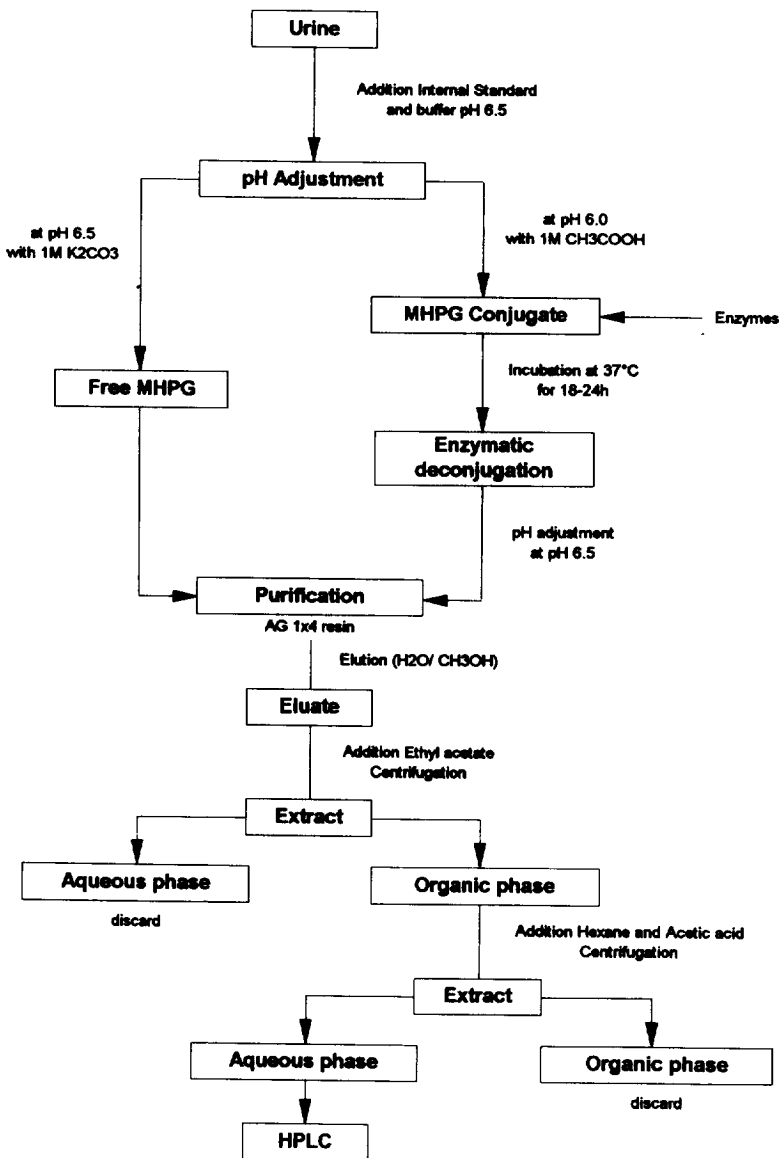 Urine
Addition Internal Standard
and buffer pH 6.5
pH Adjustment
at pH 6.5
with 1M K2CO3
at pH 6.0
with 1M CH3COOH
MHPG Conjugate
Enzymes
Free MHPG
Incubation at 37°C
for 18-24h
Enzymatic
deconjugation
pH adjustment
at pH 6.5
Purification
AG 1x4 resin
Elution (H2O/ CH3OH)
Eluate
Addition Ethyl acetate
Centrifugation
Extract
Aqueous phase
discard
Organic phase
Addition Hexane and Acetic acid
Centrifugation
Extract
Aqueous phase
Organic phase
discard
HPLC